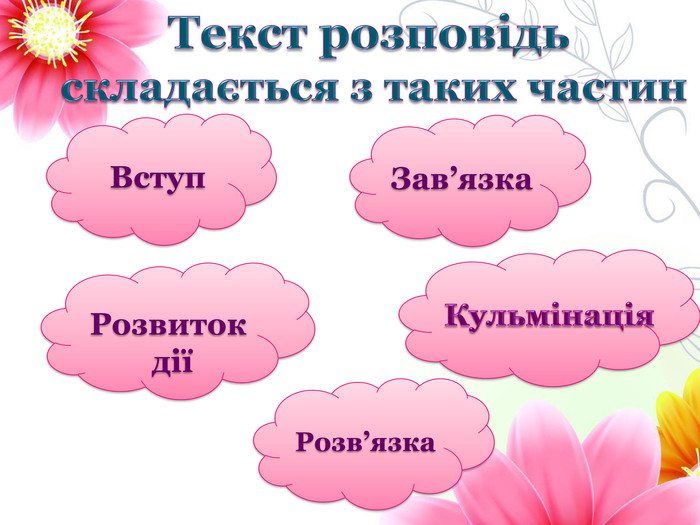 Текст розповідь
складається з таких частин
Вступ
Зав’язка
Розвиток
дії
Кульмінація
Розв’язка